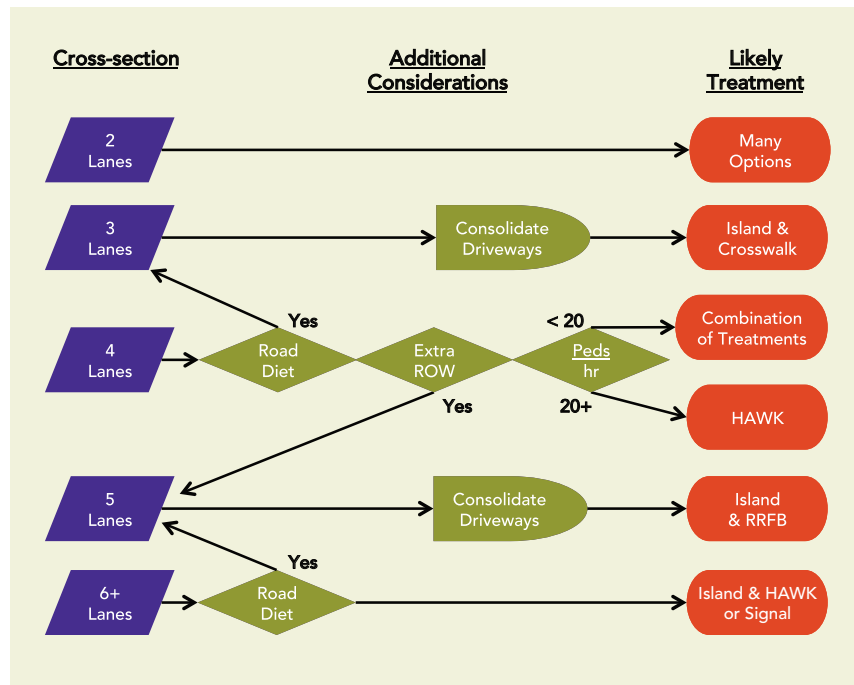 Cross-section
Additional
Considerations
Likely
Treatment
2
Lanes
Many
Options
3
Lanes
Consolidate
Driveways
Island &
Crosswalk
Yes
< 20
Combination
of Treatments
4
Lanes
Road
Diet
Extra
ROW
Peds
hr
Yes
20+
HAWK
5
Lanes
Consolidate
Driveways
Island
& RRFB
Yes
6+
Lanes
Road
Diet
Island & HAWK
or Signal